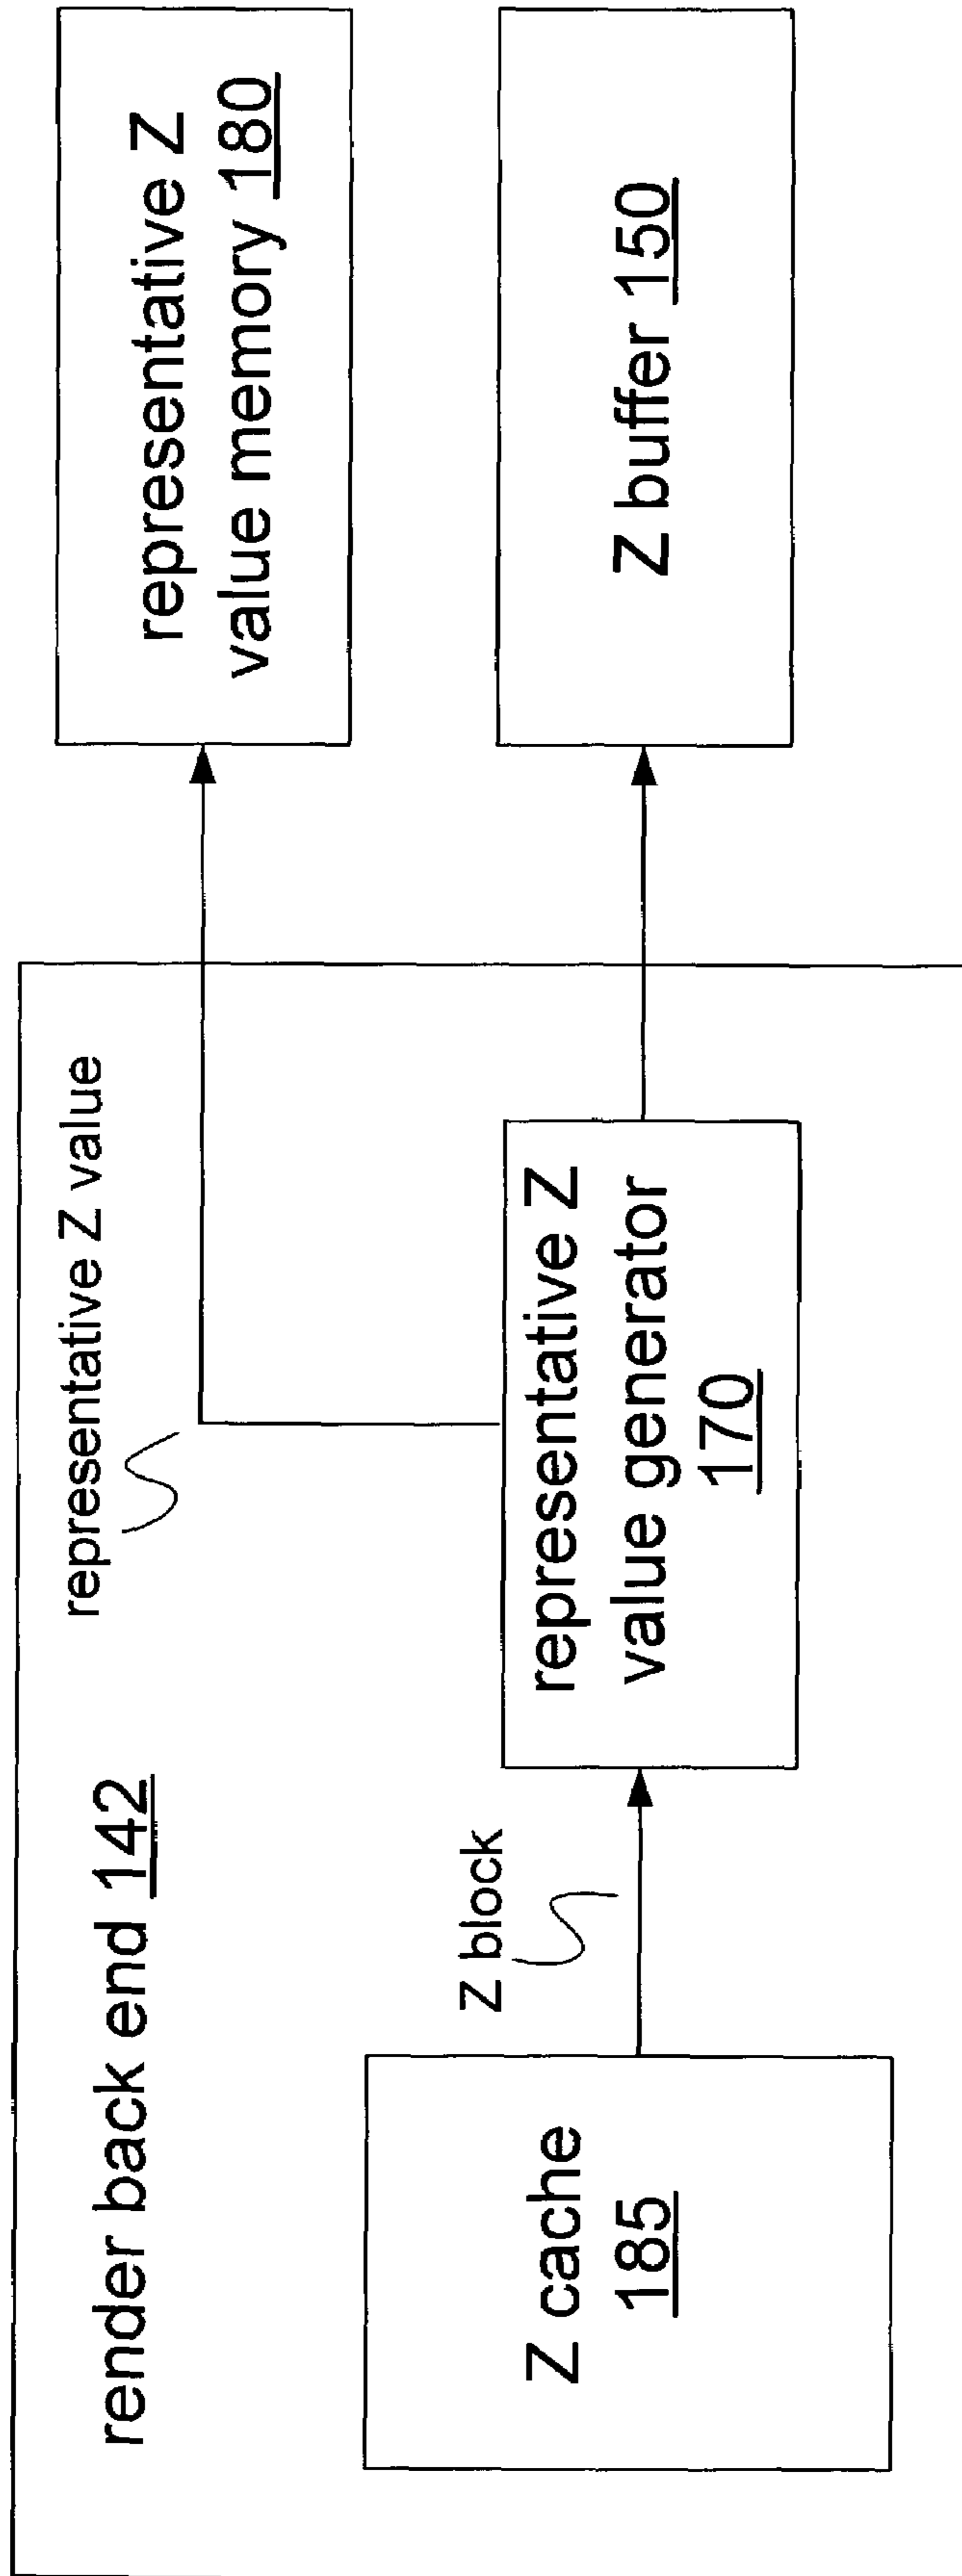 render back end 142
representative Z value
representative Z
value memory 180
Z block
Z cache
185
representative Z
value generator
170
Z buffer 150